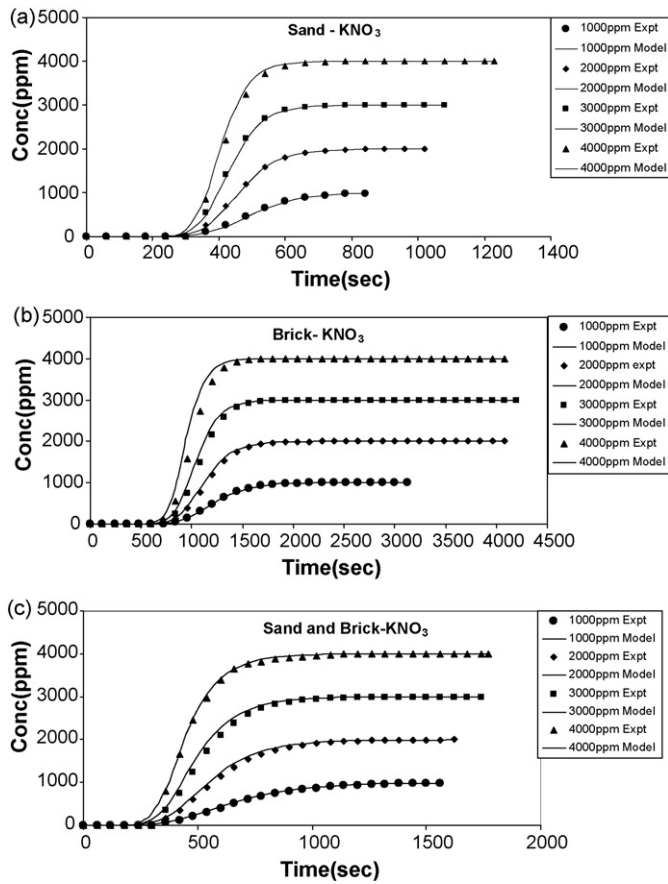 (a)
Sand - KNO₃
Conc(ppm)
5000
4000
3000
2000
1000
0
0 200 400 600 800 1000 1200 1400
Time(sec)
1000ppm Expt
1000ppm Model
2000ppm Expt
2000ppm Model
3000ppm Expt
3000ppm Model
4000ppm Expt
4000ppm Model
(b)
Brick- KNO₃
Conc(ppm)
5000
4000
3000
2000
1000
0
0 500 1000 1500 2000 2500 3000 3500 4000 4500
Time(sec)
1000ppm Expt
1000ppm Model
2000ppm expt
2000ppm Model
3000ppm Expt
3000ppm Model
4000ppm Expt
4000ppm Model
(c)
Sand and Brick-KNO₃
Conc(ppm)
5000
4000
3000
2000
1000
0
0 500 1000 1500 2000
Time(sec)
1000ppm Expt
1000ppm Model
2000ppm Expt
2000ppm Model
3000ppm Expt
3000ppm Model
4000ppm Expt
4000ppm Model